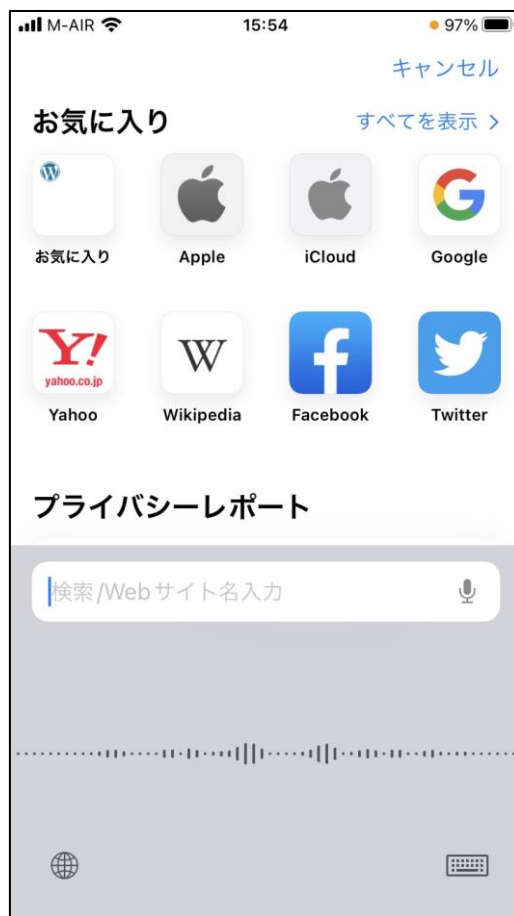 M-AIR 15:54 97%
キャンセル
お気に入り すべてを表示 >
W
お気に入り Apple iCloud Google
Y! W f
yahoo.co.jp
Yahoo Wikipedia Facebook Twitter
プライバシーレポート
検索/Webサイト名入力